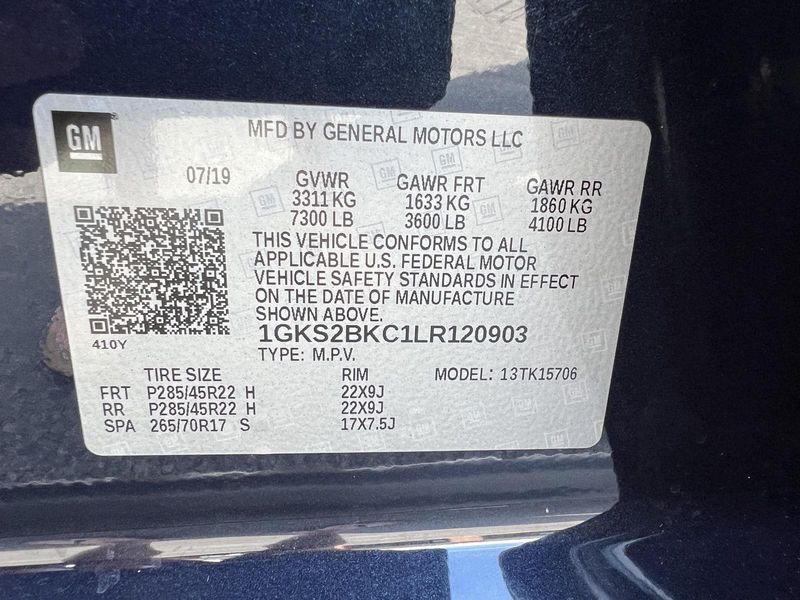 GM
MFD BY GENERAL MOTORS LLC
07/19 GVWR GAWR FRT GAWR RR
3311 KG 1633 KG 1860 KG
7300 LB 3600 LB 4100 LB
THIS VEHICLE CONFORMS TO ALL
APPLICABLE U.S. FEDERAL MOTOR
VEHICLE SAFETY STANDARDS IN EFFECT
ON THE DATE OF MANUFACTURE
SHOWN ABOVE.
1GKS2BKC1LR120903
410Y
TYPE: M.P.V.
TIRE SIZE RIM MODEL: 13TK15706
FRT P285/45R22 H 22X9J
RR P285/45R22 H 22X9J
SPA 265/70R17 S 17X7.5J